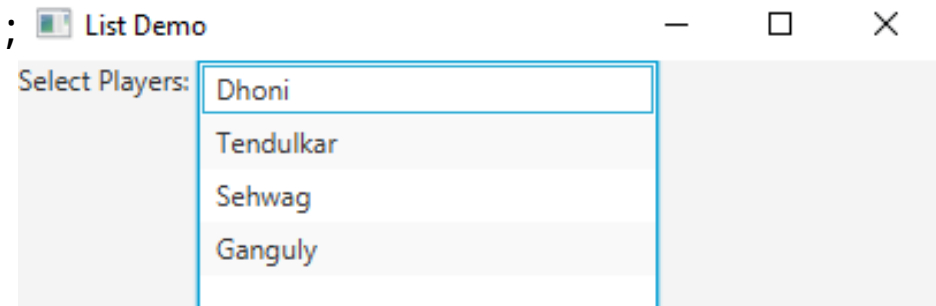 ; List Demo
Select Players: Dhoni
Tendulkar
Sehwag
Ganguly